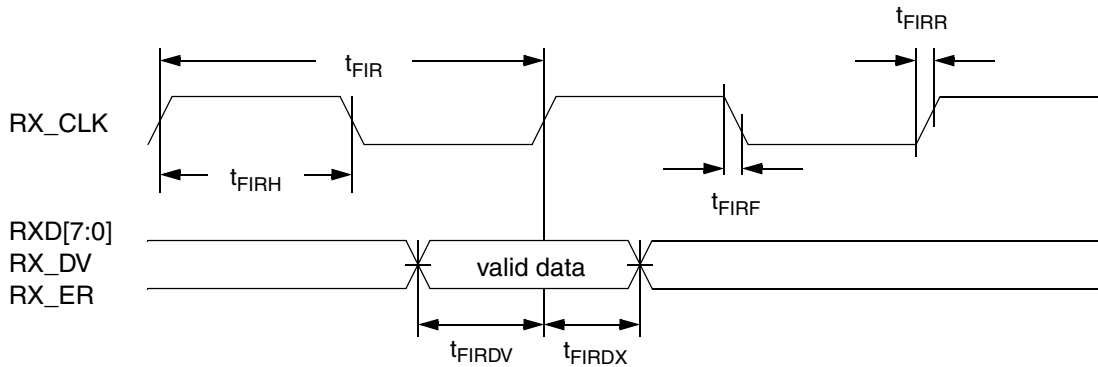 tFIRR
tFIR
RX_CLK
tFIRH
tFIRF
RXD[7:0]
RX_DV
valid data
RX_ER
tFIRDV
tFIRDX